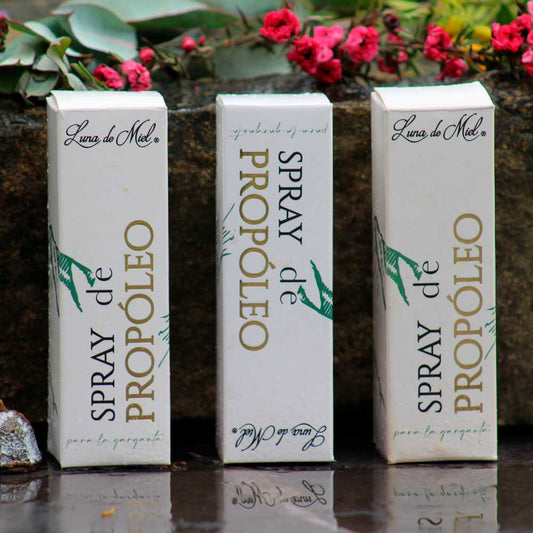 Luna de Miel®
SPRAY de
PROPÓLEO
para la garganta
para la garganta
SPRAY de
PROPÓLEO
Luna de Miel®
Luna de Miel®
SPRAY de
PROPÓLEO
para la garganta